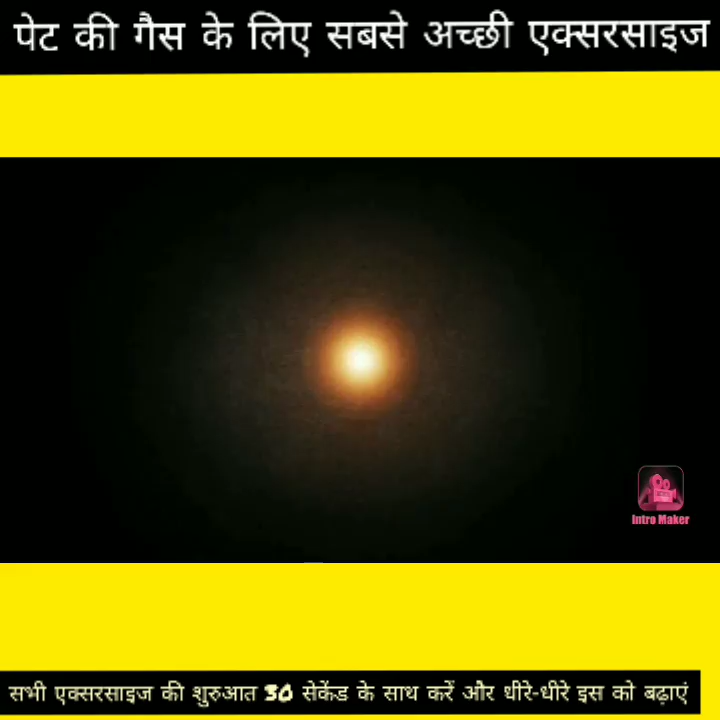 पेट की गैस के लिए सबसे अच्छी एक्सरसाइज
Intro Maker
सभी एक्सरसाइज की शुरुआत 30 सेकेंड के साथ करें और धीरे-धीरे इस को बढ़ाएं